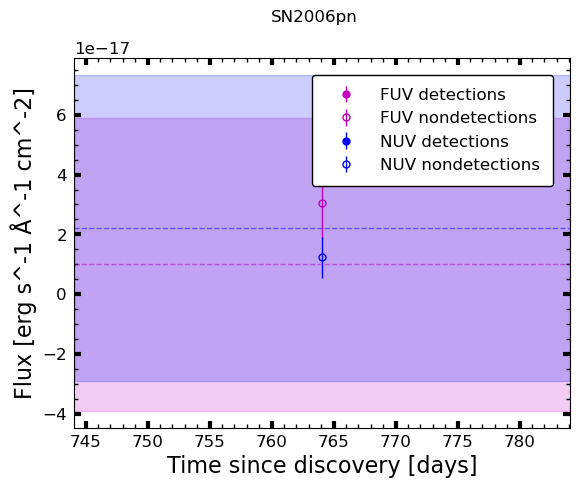 SN2006pn
1e−17
FUV detections
FUV nondetections
NUV detections
NUV nondetections
6
4
2
0
−2
−4
Flux [erg s^-1 Å^-1 cm^-2]
745 750 755 760 765 770 775 780
Time since discovery [days]